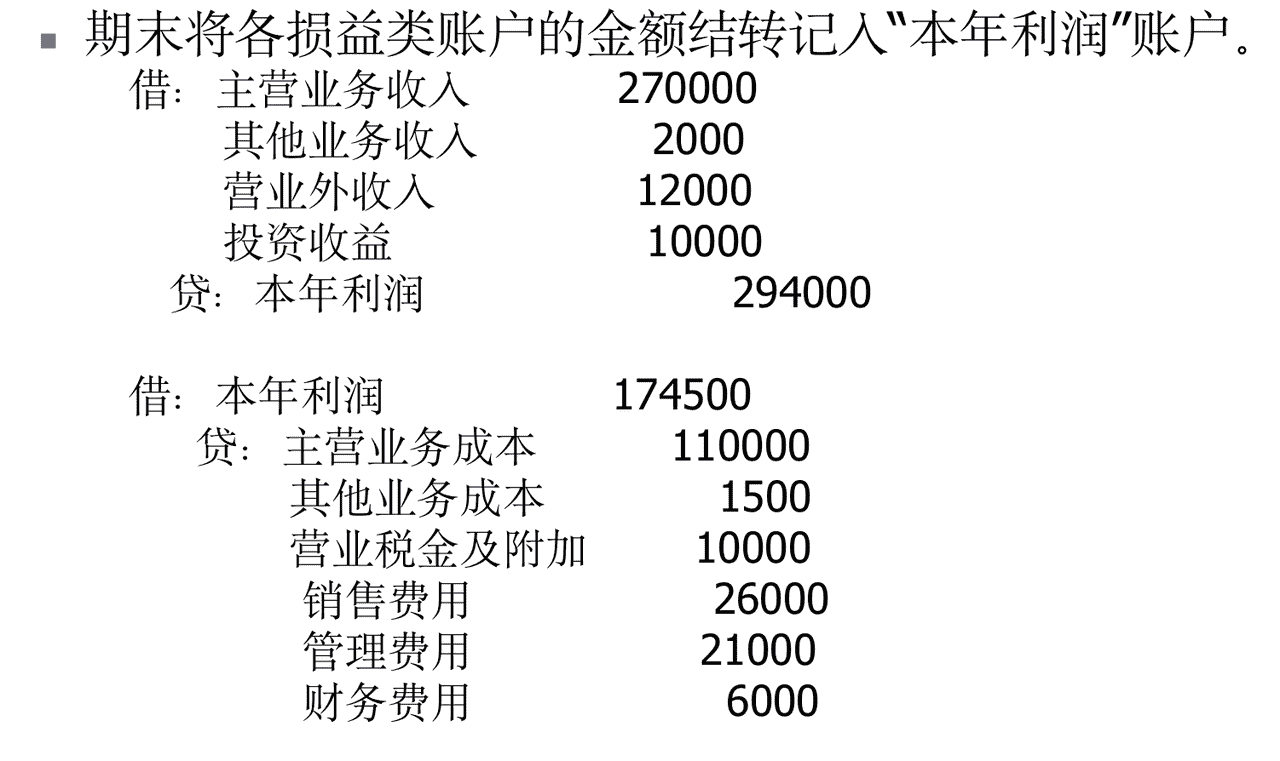 ▪ 期末将各损益类账户的金额结转记入“本年利润”账户。
借： 主营业务收入 270000
其他业务收入 2000
营业外收入 12000
投资收益 10000
贷： 本年利润 294000
借： 本年利润 174500
贷： 主营业务成本 110000
其他业务成本 1500
营业税金及附加 10000
销售费用 26000
管理费用 21000
财务费用 6000